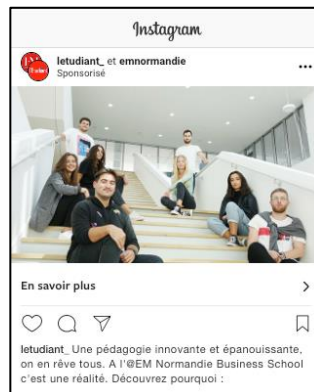 Instagram
letudiant_ et emnormandie
Sponsorisé
En savoir plus
letudiant_ Une pédagogie innovante et épanouissante,
on en rêve tous. A l'@EM Normandie Business School
c'est une réalité. Découvrez pourquoi :